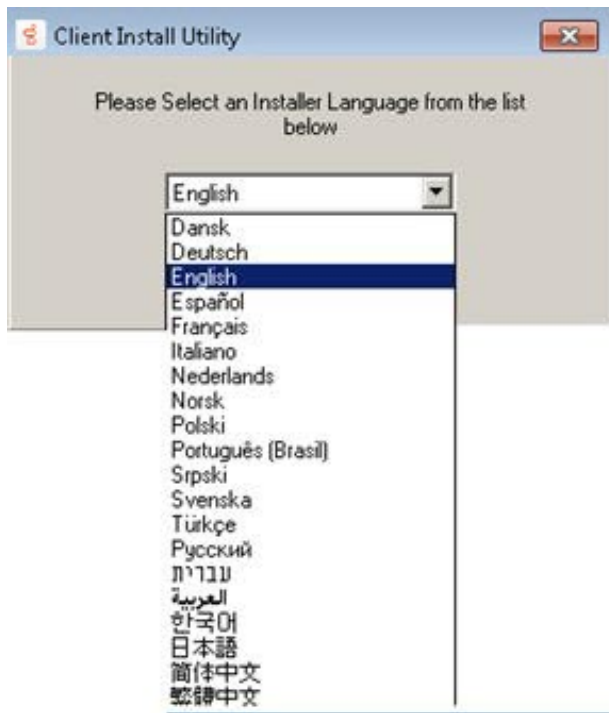 Client Install Utility
Please Select an Installer Language from the list
below
English
Dansk
Deutsch
English
Español
Français
Italiano
Nederlands
Norsk
Polski
Português (Brasil)
Srpski
Svenska
Türkçe
Русский
עברית
العربية
한국어
日本語
简体中文
繁體中文